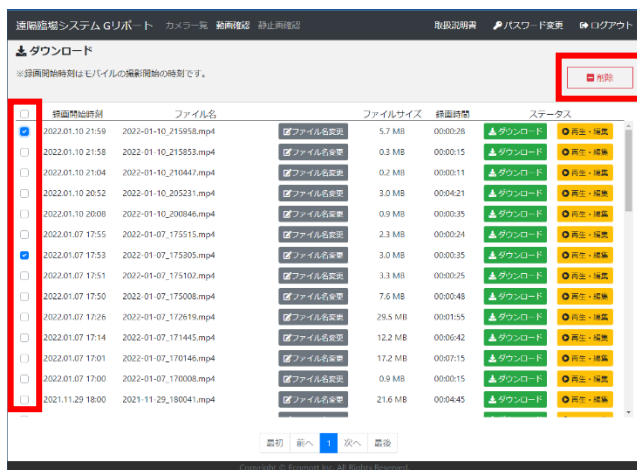 遠隔臨場システム Gリポート カメラ一覧 動画確認 静止画確認 取扱説明書 パスワード変更 ログアウト
ダウンロード
※録画開始時刻はモバイルの撮影開始の時刻です。
削除
録画開始時刻 ファイル名 ファイルサイズ 録画時間 ステータス
2022.01.10 21:59 2022-01-10_215958.mp4 ファイル名変更 5.7 MB 00:00:28 ダウンロード 再生・編集
2022.01.10 21:58 2022-01-10_215853.mp4 ファイル名変更 0.3 MB 00:00:15 ダウンロード 再生・編集
2022.01.10 21:04 2022-01-10_210447.mp4 ファイル名変更 0.2 MB 00:00:11 ダウンロード 再生・編集
2022.01.10 20:52 2022-01-10_205231.mp4 ファイル名変更 3.0 MB 00:04:21 ダウンロード 再生・編集
2022.01.10 20:08 2022-01-10_200846.mp4 ファイル名変更 0.9 MB 00:00:35 ダウンロード 再生・編集
2022.01.07 17:55 2022-01-07_175515.mp4 ファイル名変更 2.3 MB 00:00:24 ダウンロード 再生・編集
2022.01.07 17:53 2022-01-07_175305.mp4 ファイル名変更 3.0 MB 00:00:35 ダウンロード 再生・編集
2022.01.07 17:51 2022-01-07_175102.mp4 ファイル名変更 3.3 MB 00:00:25 ダウンロード 再生・編集
2022.01.07 17:50 2022-01-07_175008.mp4 ファイル名変更 7.6 MB 00:00:48 ダウンロード 再生・編集
2022.01.07 17:26 2022-01-07_172619.mp4 ファイル名変更 29.5 MB 00:01:55 ダウンロード 再生・編集
2022.01.07 17:14 2022-01-07_171445.mp4 ファイル名変更 12.2 MB 00:06:42 ダウンロード 再生・編集
2022.01.07 17:01 2022-01-07_170146.mp4 ファイル名変更 17.2 MB 00:07:15 ダウンロード 再生・編集
2022.01.07 17:00 2022-01-07_170008.mp4 ファイル名変更 0.9 MB 00:00:15 ダウンロード 再生・編集
2021.11.29 18:00 2021-11-29_180041.mp4 ファイル名変更 21.6 MB 00:04:45 ダウンロード 再生・編集
最初 前へ 1 次へ 最後
Copyright © Ecomott Inc. All Rights Reserved.